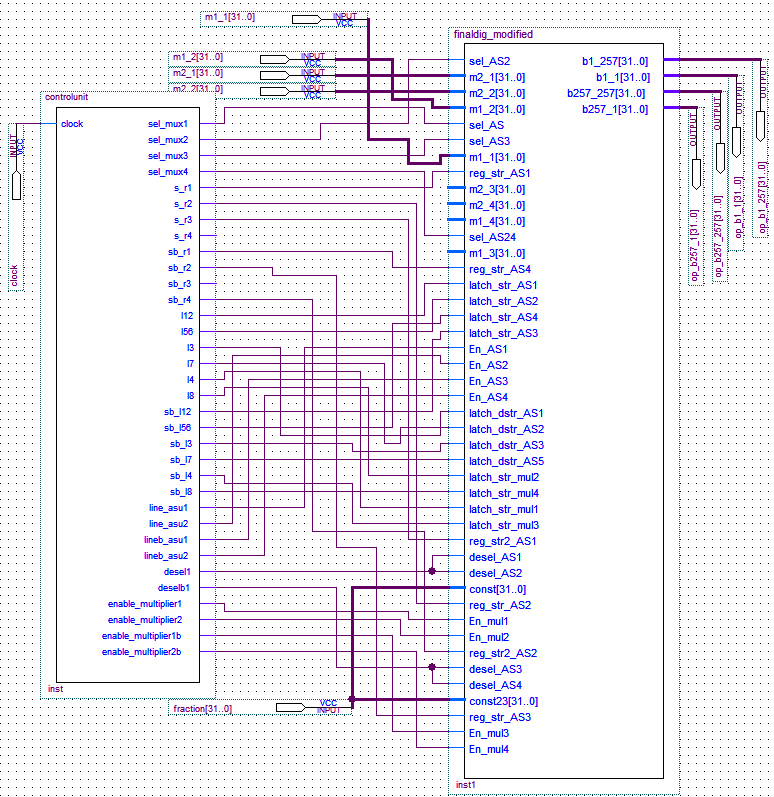 m1_1[31..0]
INPUT
VCC
m1_2[31..0]
INPUT
VCC
m2_1[31..0]
INPUT
VCC
m2_2[31..0]
INPUT
VCC
controlunit
clock
sel_mux1
sel_mux2
sel_mux3
sel_mux4
s_r1
s_r2
s_r3
s_r4
sb_r1
sb_r2
sb_r3
sb_r4
l12
l56
l3
l7
l4
l8
sb_l12
sb_l56
sb_l3
sb_l7
sb_l4
sb_l8
line_asu1
line_asu2
lineb_asu1
lineb_asu2
desel1
deselb1
enable_multiplier1
enable_multiplier2
enable_multiplier1b
enable_multiplier2b
inst
INPUT
VCC
clock
fraction[31..0]
VCC
INPUT
finaldig_modified
sel_AS2
m2_1[31..0]
m2_2[31..0]
m1_2[31..0]
sel_AS
sel_AS3
m1_1[31..0]
reg_str_AS1
m2_3[31..0]
m2_4[31..0]
m1_4[31..0]
sel_AS24
m1_3[31..0]
reg_str_AS4
latch_str_AS1
latch_str_AS2
latch_str_AS4
latch_str_AS3
En_AS1
En_AS2
En_AS3
En_AS4
latch_dstr_AS1
latch_dstr_AS2
latch_dstr_AS3
latch_dstr_AS5
latch_str_mul2
latch_str_mul4
latch_str_mul1
latch_str_mul3
reg_str2_AS1
desel_AS1
desel_AS2
const[31..0]
reg_str_AS2
En_mul1
En_mul2
reg_str2_AS2
desel_AS3
desel_AS4
const23[31..0]
reg_str_AS3
En_mul3
En_mul4
b1_257[31..0]
b1_1[31..0]
b257_257[31..0]
b257_1[31..0]
inst1
OUTPUT
op_b257_1[31..0]
OUTPUT
op_b257_257[31..0]
OUTPUT
op_b1_1[31..0]
OUTPUT
op_b1_257[31..0]